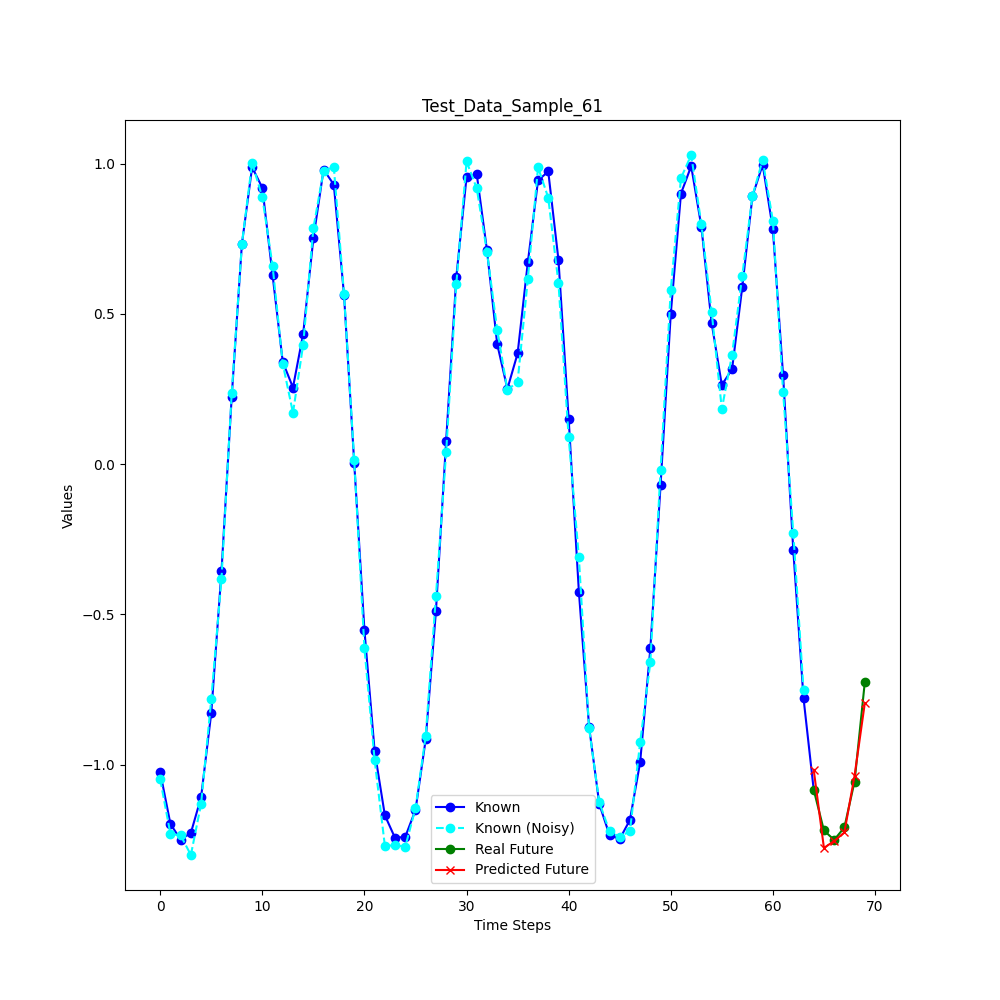 Test_Data_Sample_61
1.0
0.5
0.0
−0.5
−1.0
Values
Known
Known (Noisy)
Real Future
Predicted Future
0 10 20 30 40 50 60 70
Time Steps